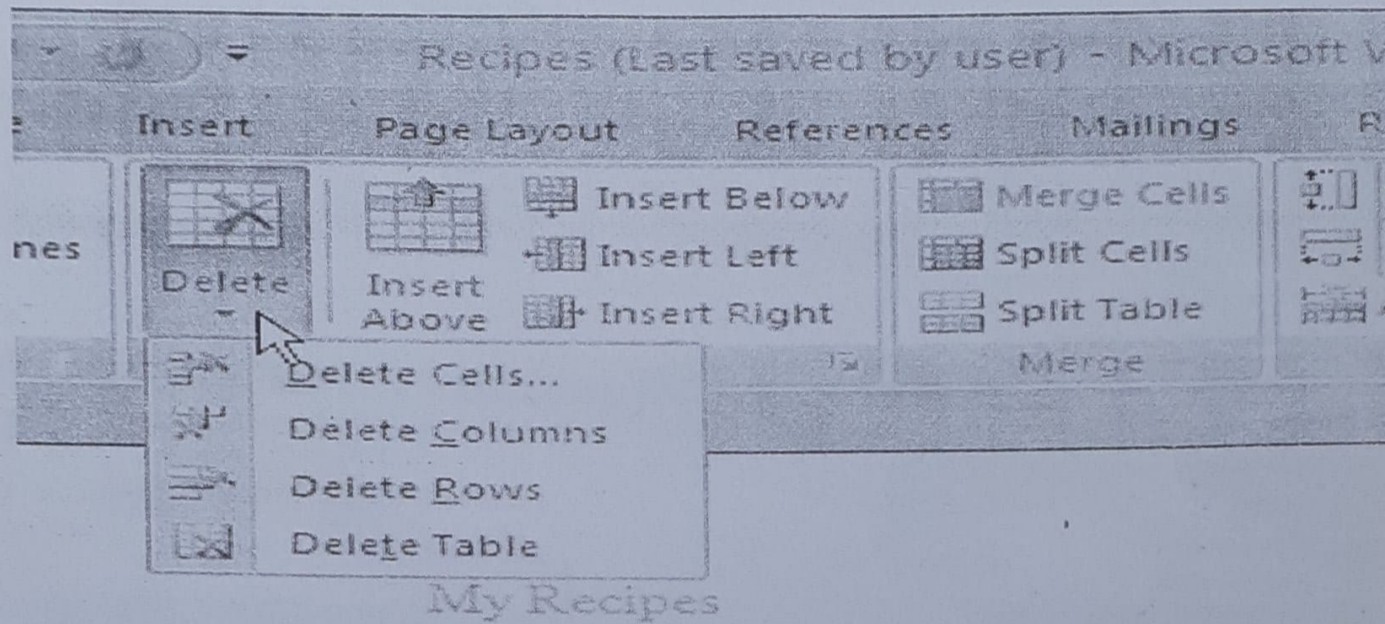 Recipes (Last saved by user) - Microsoft
Insert Page Layout References Mailings
nes
Delete
Insert Above
Insert Below
Insert Left
Insert Right
Merge Cells
Split Cells
Split Table
Merge
Delete Cells...
Delete Columns
Delete Rows
Delete Table
My Recipes